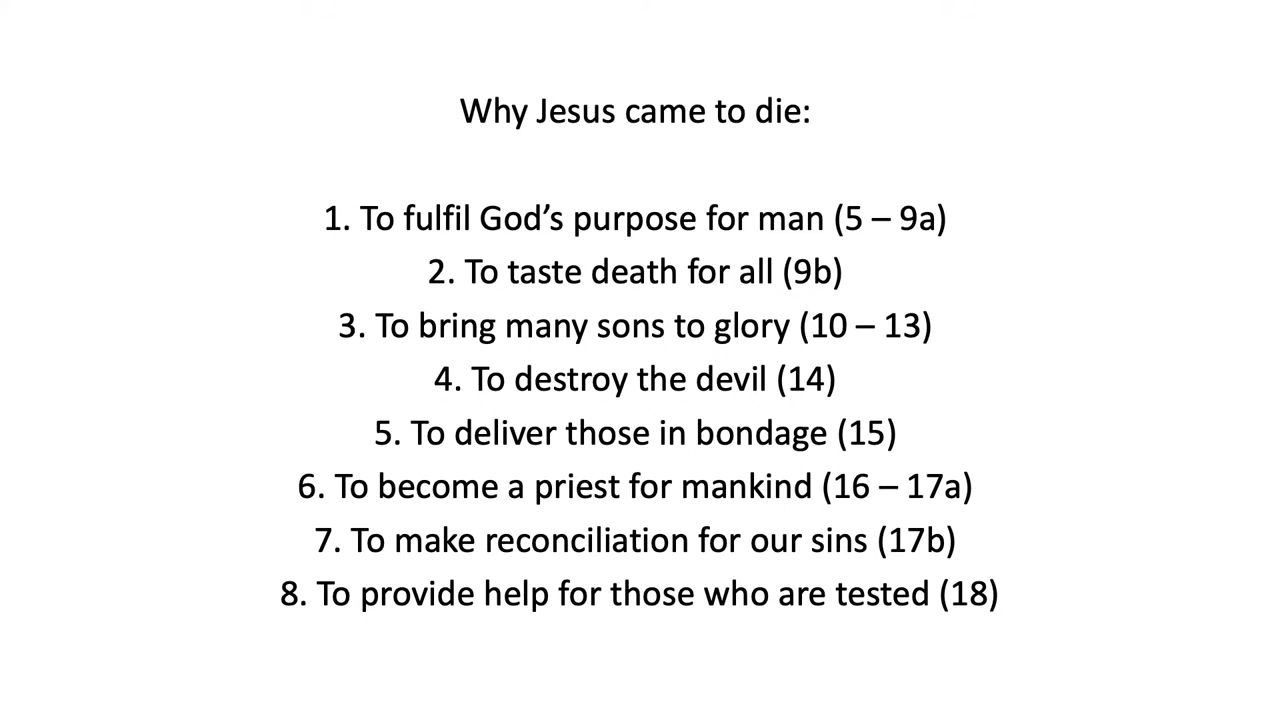 Why Jesus came to die:
1. To fulfil God’s purpose for man (5 – 9a)
2. To taste death for all (9b)
3. To bring many sons to glory (10 – 13)
4. To destroy the devil (14)
5. To deliver those in bondage (15)
6. To become a priest for mankind (16 – 17a)
7. To make reconciliation for our sins (17b)
8. To provide help for those who are tested (18)